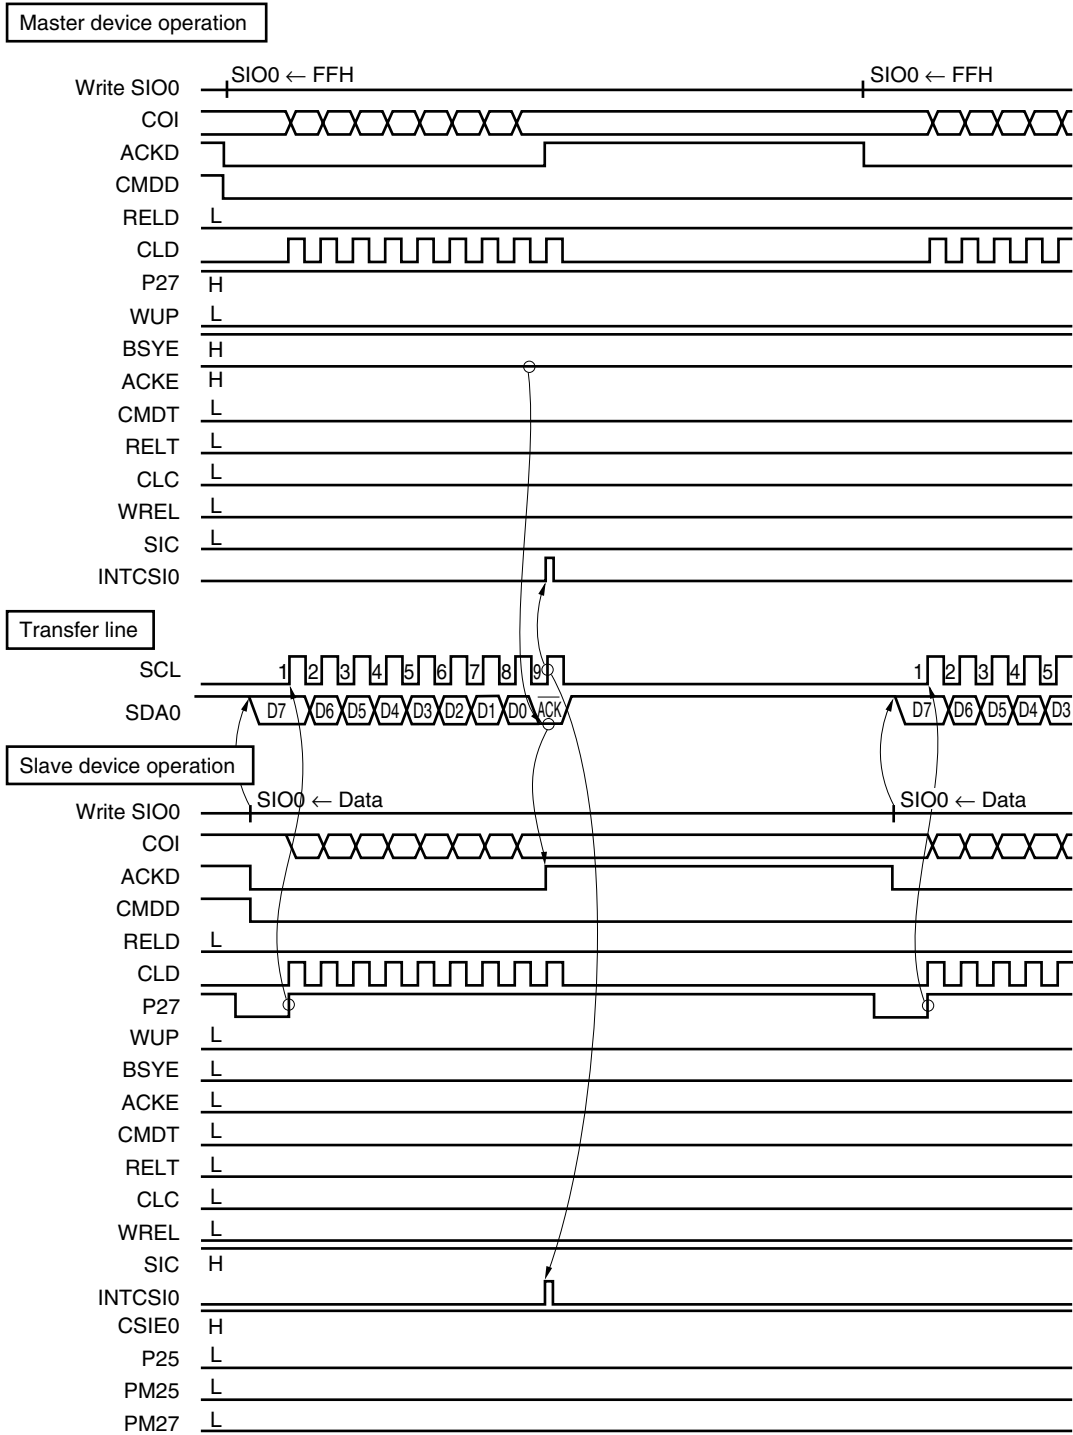 Master device operation
Write SIO0 SIO0 ← FFH SIO0 ← FFH
COI
ACKD
CMDD
RELD L
CLD
P27 H
WUP L
BSYE H
ACKE H
CMDT L
RELT L
CLC L
WREL L
SIC L
INTCSI0
Transfer line
SCL 1 2 3 4 5 6 7 8 9 1 2 3 4 5
SDA0 D7 D6 D5 D4 D3 D2 D1 D0 ACK D7 D6 D5 D4 D3
Slave device operation
Write SIO0 SIO0 ← Data SIO0 ← Data
COI
ACKD
CMDD
RELD L
CLD
P27
WUP L
BSYE L
ACKE L
CMDT L
RELT L
CLC L
WREL L
SIC H
INTCSI0
CSIE0 H
P25 L
PM25 L
PM27 L